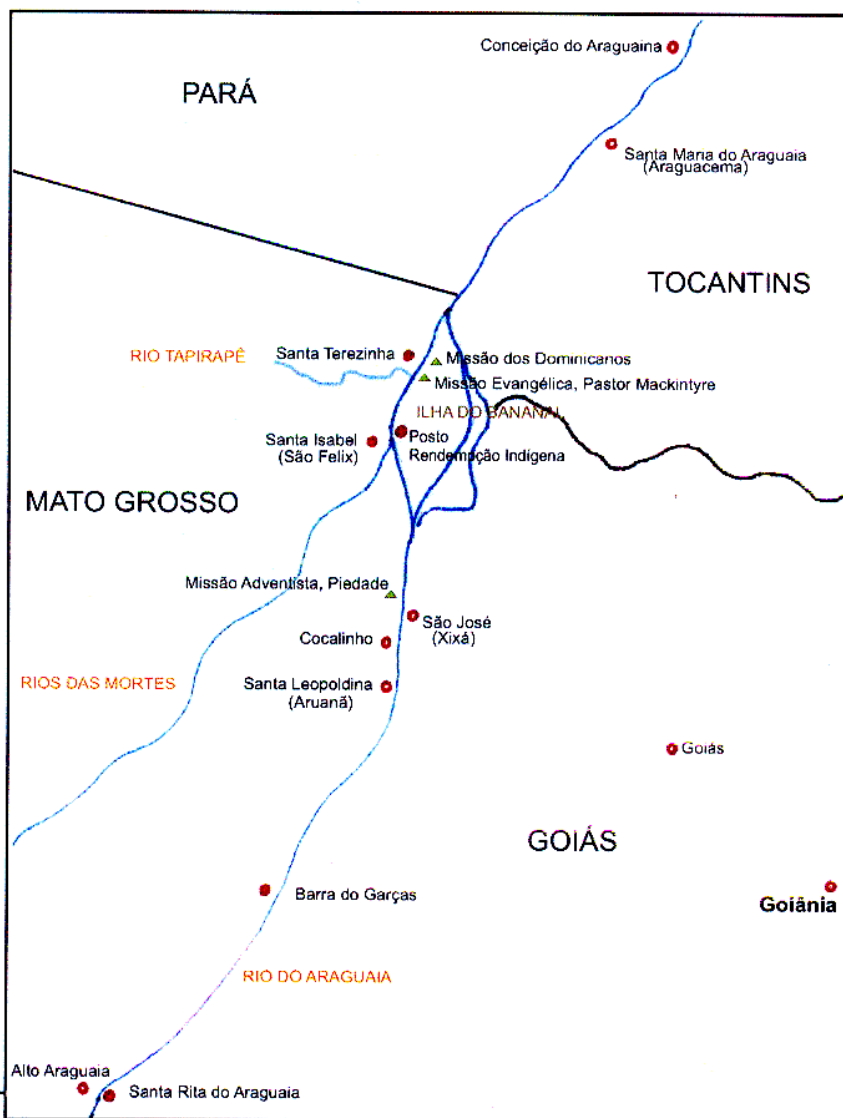 Conceição do Araguaina
PARÁ
Santa Maria do Araguaia
(Araguacema)
TOCANTINS
RIO TAPIRAPÊ
Santa Terezinha
Missão dos Dominicanos
Missão Evangélica, Pastor Mackintyre
ILHA DO BANANAL
Santa Isabel
(São Felix)
Posto
Rendempção Indígena
MATO GROSSO
Missão Adventista, Piedade
São José
(Xixá)
Cocalinho
RIOS DAS MORTES
Santa Leopoldina
(Aruanã)
Goiás
GOIÁS
Barra do Garças
Goiânia
RIO DO ARAGUAIA
Alto Araguaia
Santa Rita do Araguaia